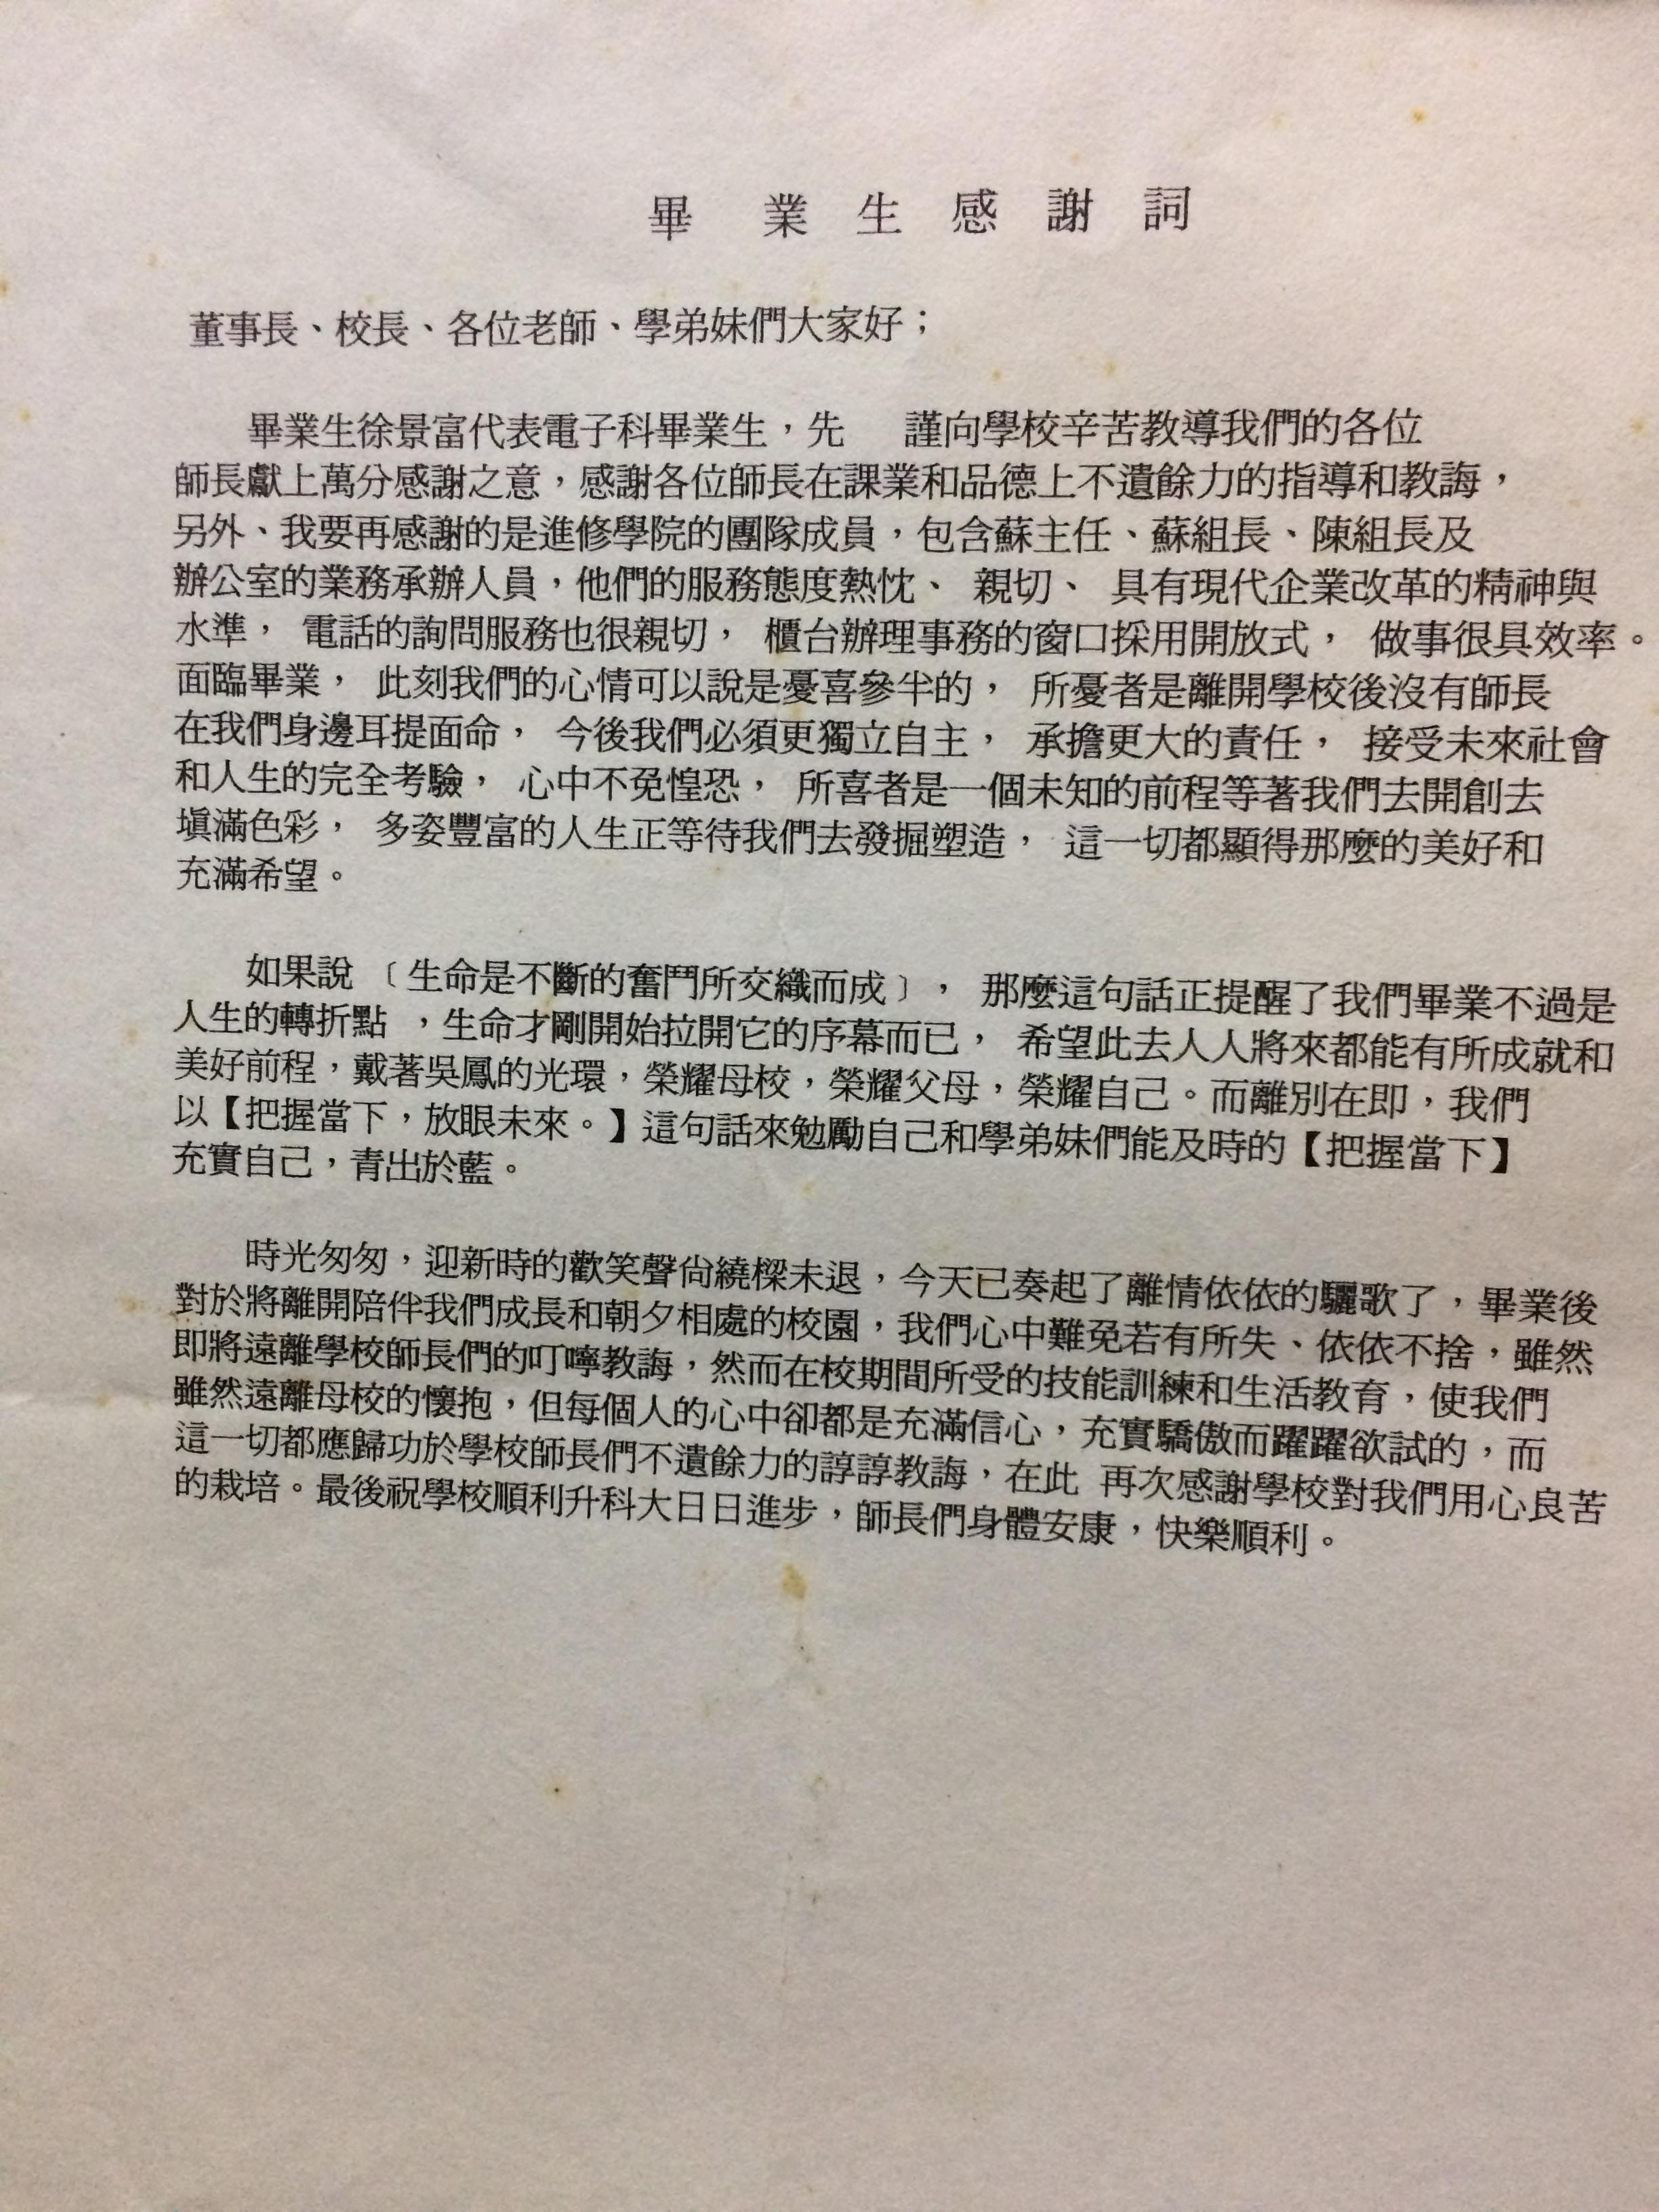 畢 業 生 感 謝 詞
董事長、校長、各位老師、學弟妹們大家好；
畢業生徐景富代表電子科畢業生，先 謹向學校辛苦教導我們的各位
師長獻上萬分感謝之意，感謝各位師長在課業和品德上不遺餘力的指導和教誨，
另外、我要再感謝的是進修學院的團隊成員，包含蘇主任、蘇組長、陳組長及
辦公室的業務承辦人員，他們的服務態度熱忱、 親切、 具有現代企業改革的精神與
水準， 電話的詢問服務也很親切， 櫃台辦理事務的窗口採用開放式， 做事很具效率。
面臨畢業， 此刻我們的心情可以說是憂喜參半的， 所憂者是離開學校後沒有師長
在我們身邊耳提面命， 今後我們必須更獨立自主， 承擔更大的責任， 接受未來社會
和人生的完全考驗， 心中不免惶恐， 所喜者是一個未知的前程等著我們去開創去
填滿色彩， 多姿豐富的人生正等待我們去發掘塑造， 這一切都顯得那麼的美好和
充滿希望。
如果說〔生命是不斷的奮鬥所交織而成〕， 那麼這句話正提醒了我們畢業不過是
人生的轉折點 ，生命才剛開始拉開它的序幕而已， 希望此去人人將來都能有所成就和
美好前程，戴著吳鳳的光環，榮耀母校，榮耀父母，榮耀自己。而離別在即，我們
以【把握當下，放眼未來。】這句話來勉勵自己和學弟妹們能及時的【把握當下】
充實自己，青出於藍。
時光匆匆，迎新時的歡笑聲尚繞樑未退，今天已奏起了離情依依的驪歌了，畢業後
對於將離開陪伴我們成長和朝夕相處的校園，我們心中難免若有所失、依依不捨，雖然
即將遠離學校師長們的叮嚀教誨，然而在校期間所受的技能訓練和生活教育，使我們
雖然遠離母校的懷抱，但每個人的心中卻都是充滿信心，充實驕傲而躍躍欲試的，而
這一切都應歸功於學校師長們不遺餘力的諄諄教誨，在此 再次感謝學校對我們用心良苦
的栽培。最後祝學校順利升科大日日進步，師長們身體安康，快樂順利。